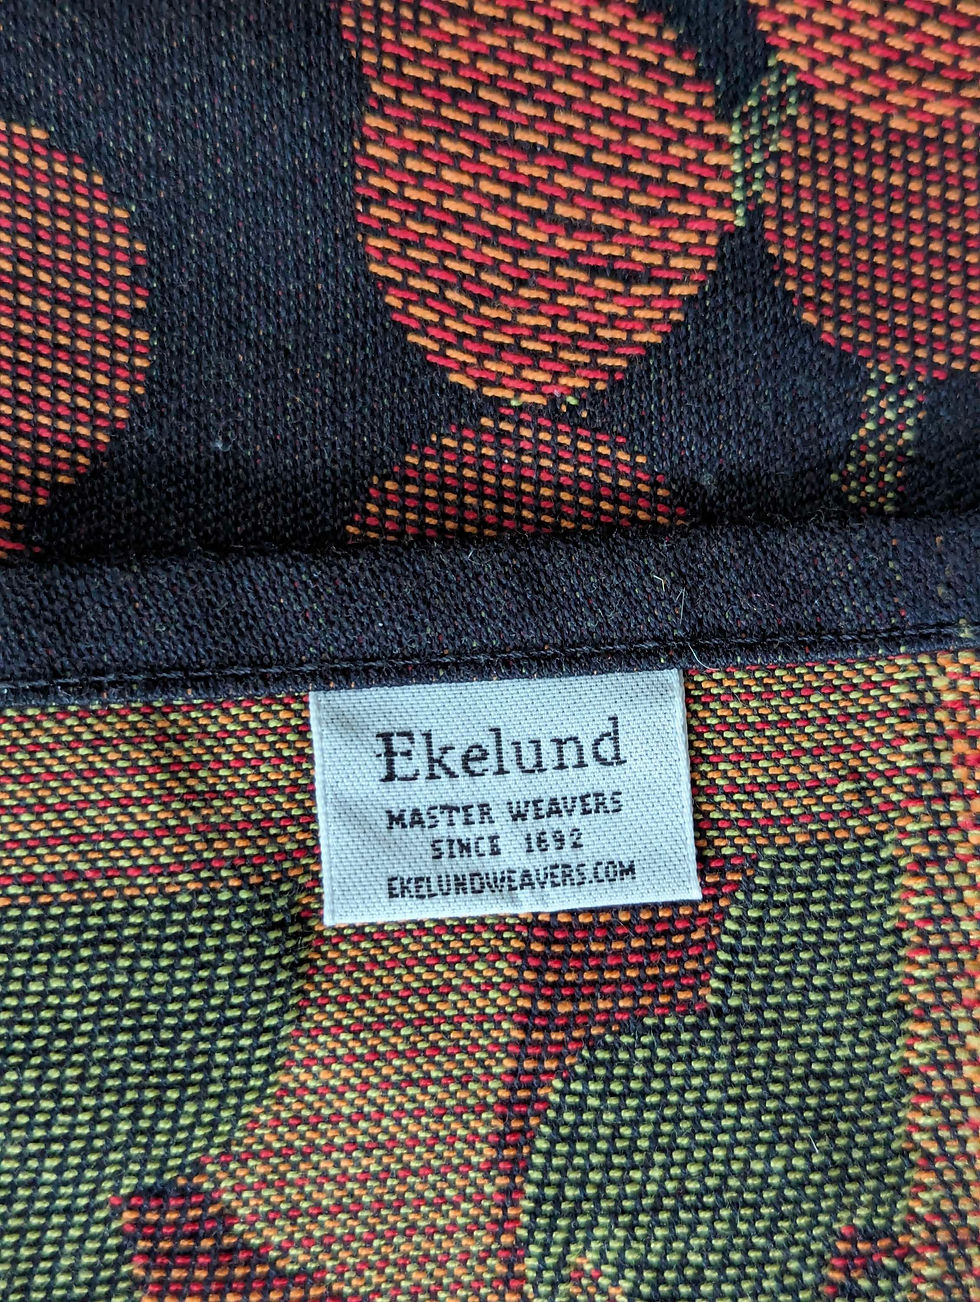 Ekelund
MASTER WEAVERS
SINCE 1692
EKELUNDWEAVERS.COM